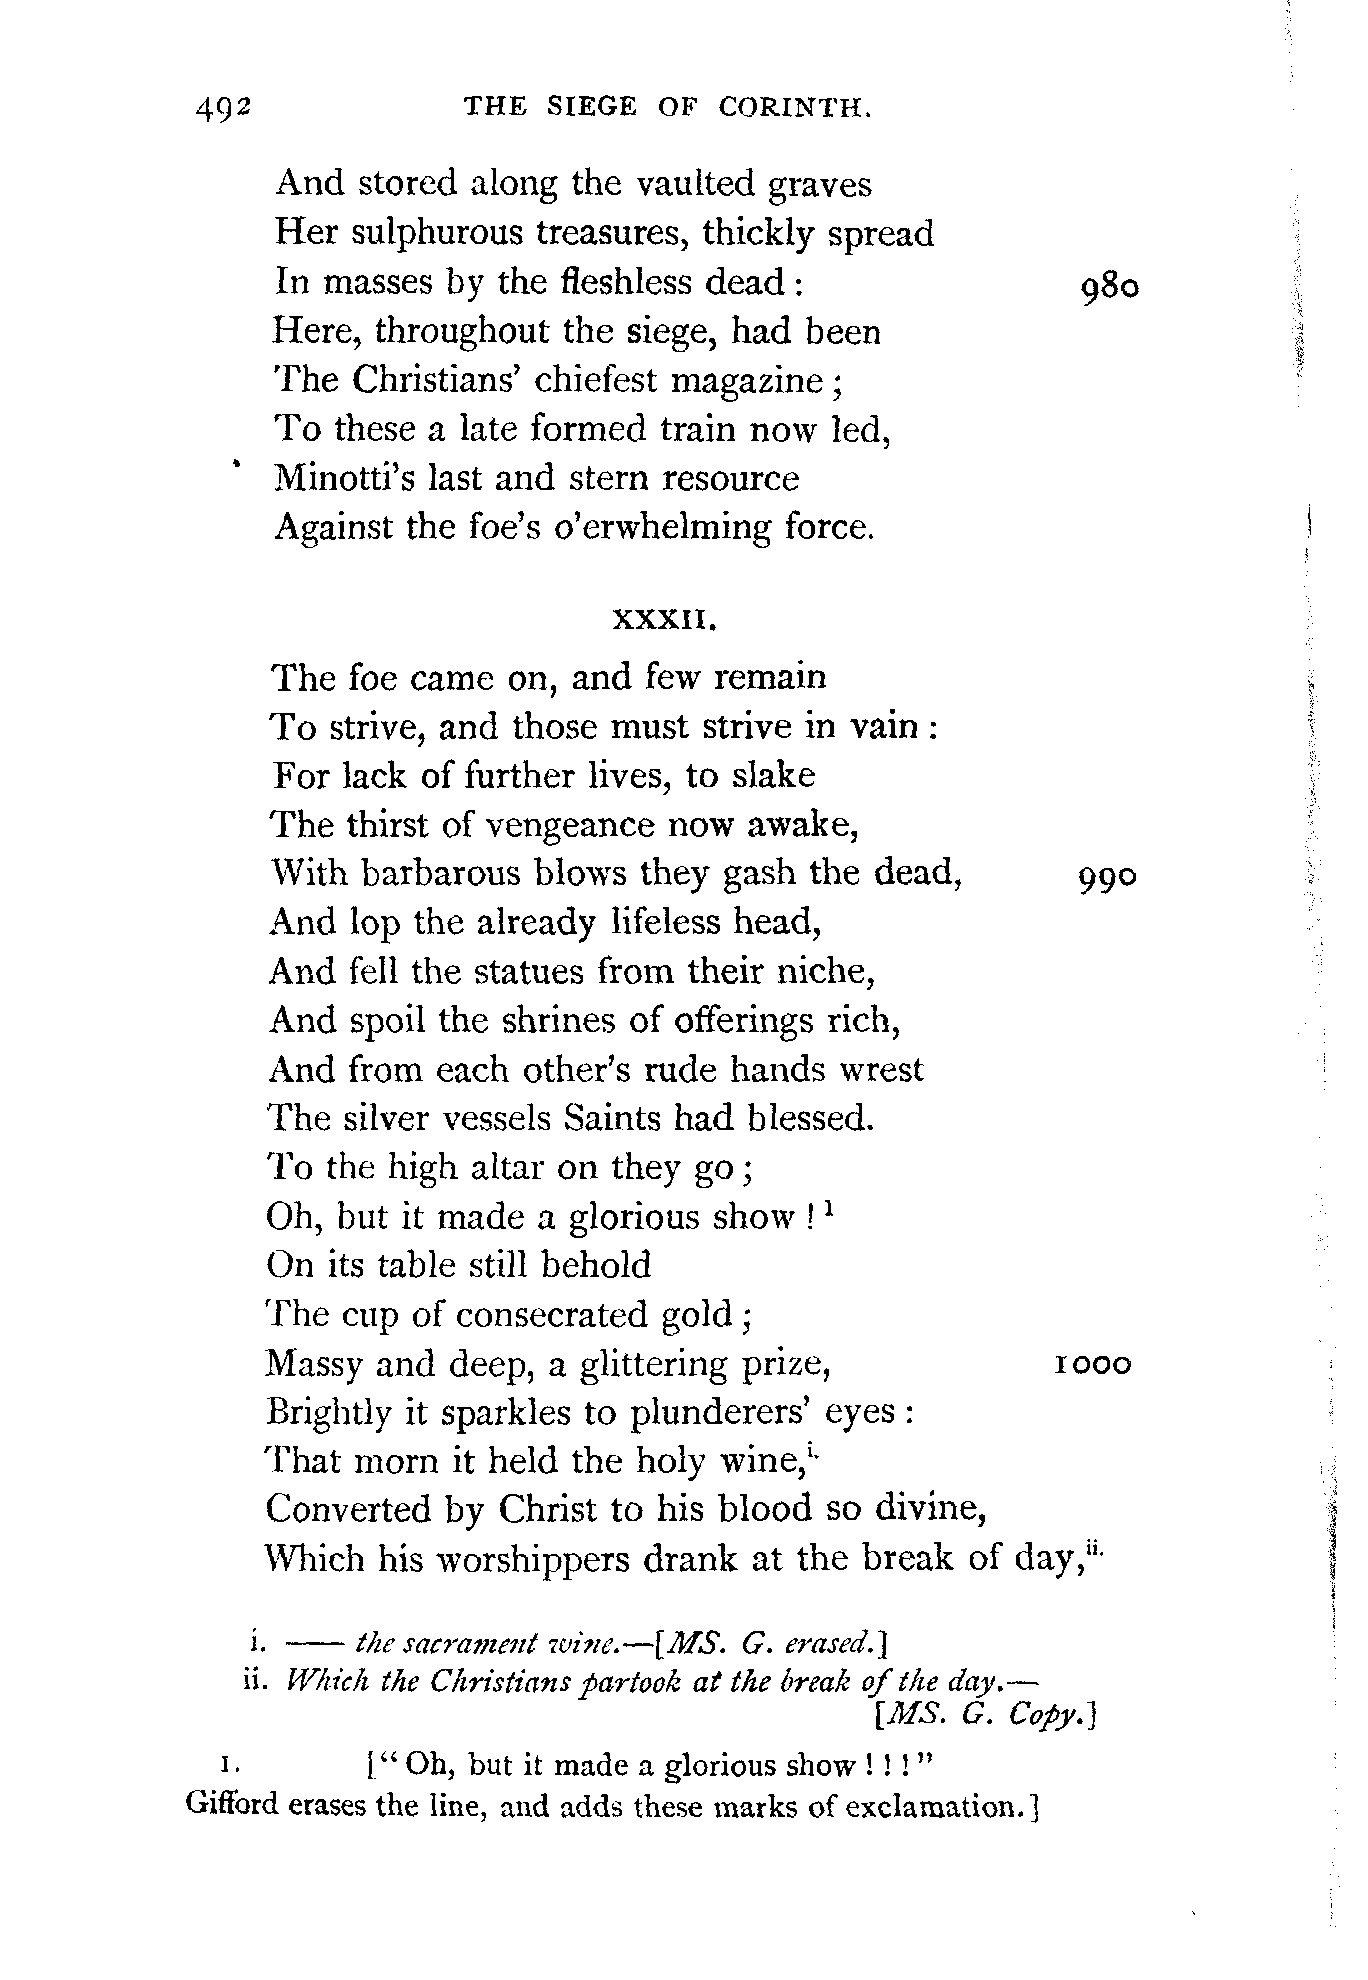 492 THE SIEGE OF CORINTH.
And stored along the vaulted graves
Her sulphurous treasures, thickly spread
In masses by the fleshless dead : 980
Here, throughout the siege, had been
The Christians' chiefest magazine ;
To these a late formed train now led,
Minotti's last and stern resource
Against the foe's o'erwhelming force.
XXXII.
The foe came on, and few remain
To strive, and those must strive in vain :
For lack of further lives, to slake
The thirst of vengeance now awake,
With barbarous blows they gash the dead, 990
And lop the already lifeless head,
And fell the statues from their niche,
And spoil the shrines of offerings rich,
And from each other's rude hands wrest
The silver vessels Saints had blessed.
To the high altar on they go ;
Oh, but it made a glorious show ! ¹
On its table still behold
The cup of consecrated gold ;
Massy and deep, a glittering prize, 1000
Brightly it sparkles to plunderers' eyes :
That morn it held the holy wine,i.
Converted by Christ to his blood so divine,
Which his worshippers drank at the break of day,ii.
i. —— the sacrament wine.—[MS. G. erased.]
ii. Which the Christians partook at the break of the day.—
[MS. G. Copy.]
1. [" Oh, but it made a glorious show ! ! ! "
Gifford erases the line, and adds these marks of exclamation.]